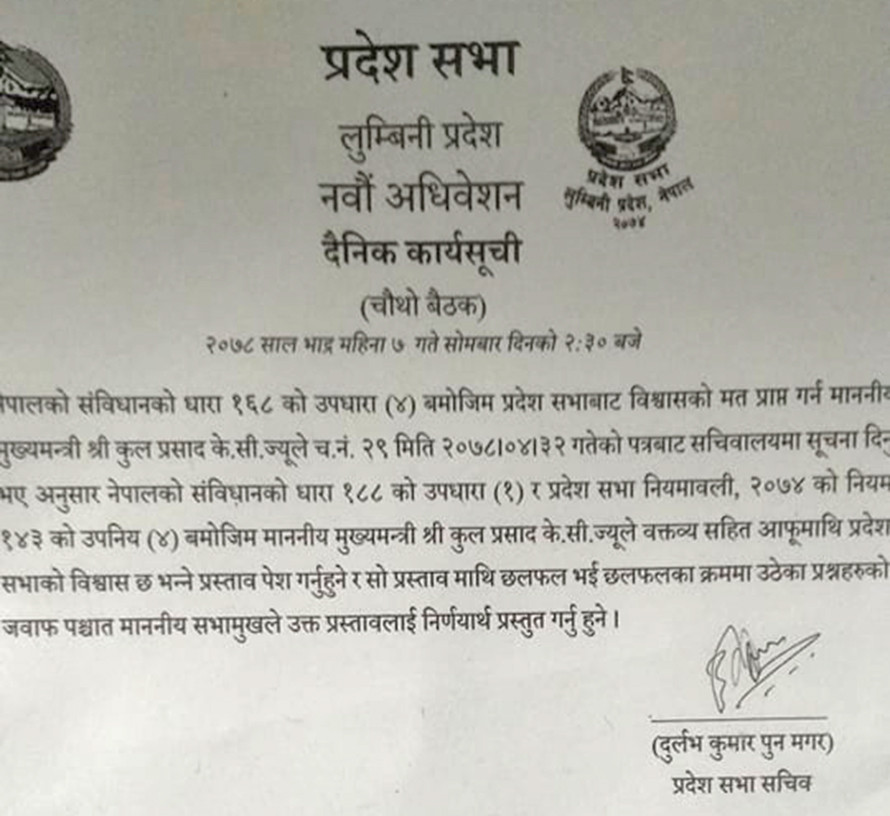 प्रदेश सभा
लुम्बिनी प्रदेश
नवौं अधिवेशन
दैनिक कार्यसूची
(चौथो बैठक)
२०७८ साल भाद्र महिना ७ गते सोमबार दिनको २:३० बजे
प्रदेश सभा
लुम्बिनी प्रदेश, नेपाल
२०७४
नेपालको संविधानको धारा १६८ को उपधारा (४) बमोजिम प्रदेश सभाबाट विश्वासको मत प्राप्त गर्न माननीय
मुख्यमन्त्री श्री कुल प्रसाद के.सी.ज्यूले च.नं. २९ मिति २०७८।०४।३२ गतेको पत्रबाट सचिवालयमा सूचना दिनु
भए अनुसार नेपालको संविधानको धारा १८८ को उपधारा (१) र प्रदेश सभा नियमावली, २०७४ को नियम
१४३ को उपनिय (४) बमोजिम माननीय मुख्यमन्त्री श्री कुल प्रसाद के.सी.ज्यूले वक्तव्य सहित आफूमाथि प्रदेश
सभाको विश्वास छ भन्ने प्रस्ताव पेश गर्नुहुने र सो प्रस्ताव माथि छलफल भई छलफलका क्रममा उठेका प्रश्नहरुको
जवाफ पश्चात माननीय सभामुखले उक्त प्रस्तावलाई निर्णयार्थ प्रस्तुत गर्नु हुने ।
(दुर्लभ कुमार पुन मगर)
प्रदेश सभा सचिव